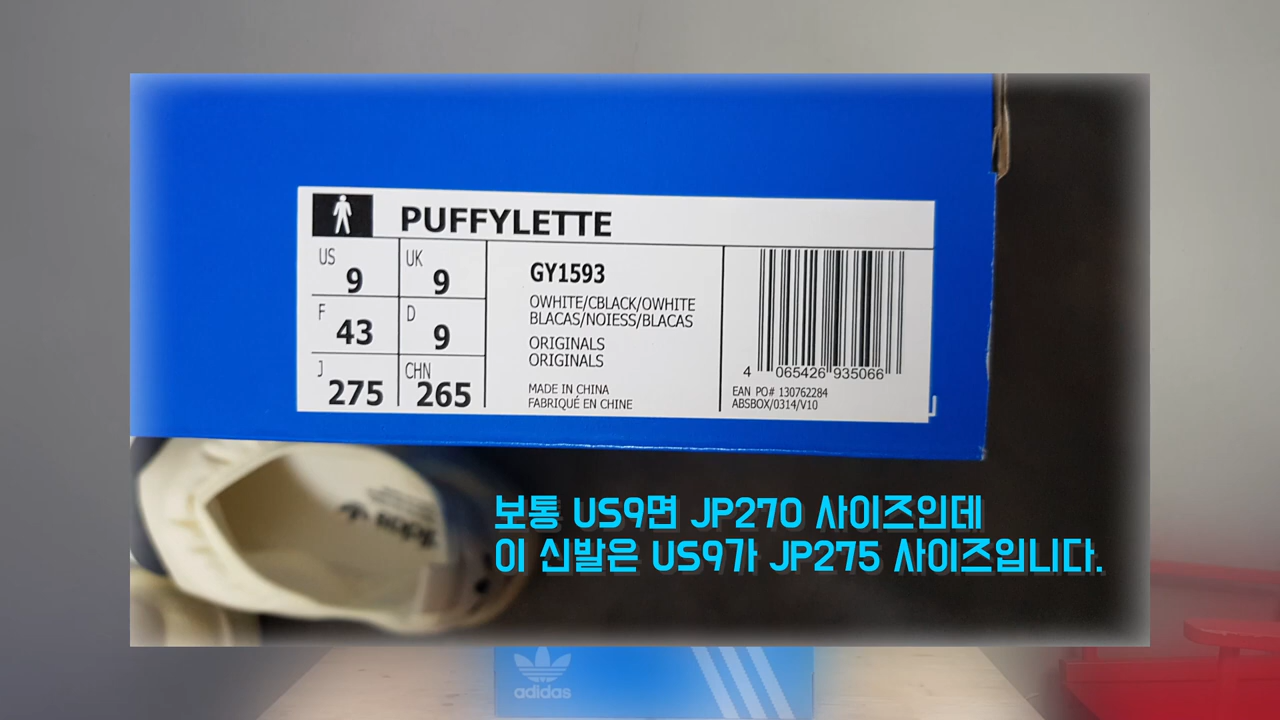 PUFFYLETTE
US 9 UK 9
F 43 D 9
J 275 CHN 265
GY1593
OWHITE/CBLACK/OWHITE
BLACAS/NOIESS/BLACAS
ORIGINALS
ORIGINALS
MADE IN CHINA
FABRIQUÉ EN CHINE
4 065426 935066
EAN PO# 130762284
ABSBOX/0314/V10
adidas
보통 US9면 JP270 사이즈인데
이 신발은 US9가 JP275 사이즈입니다.
adidas